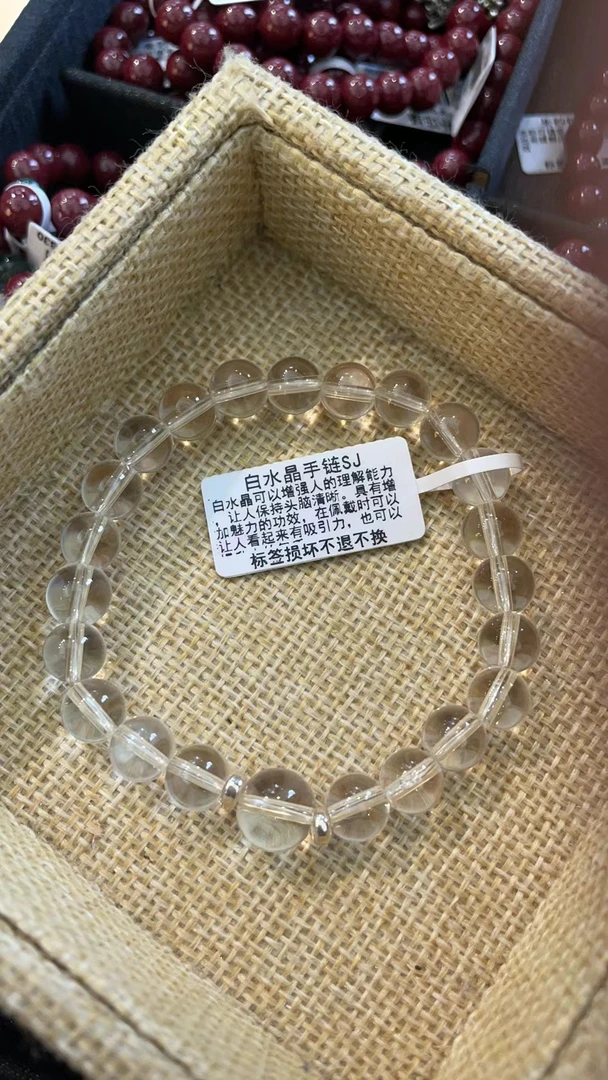 白水晶手链SJ
白水晶可以增强人的理解能力
，让人保持头脑清晰。具有增
加魅力的功效，在佩戴时可以
让人看起来有吸引力，也可以
标签损坏不退不换